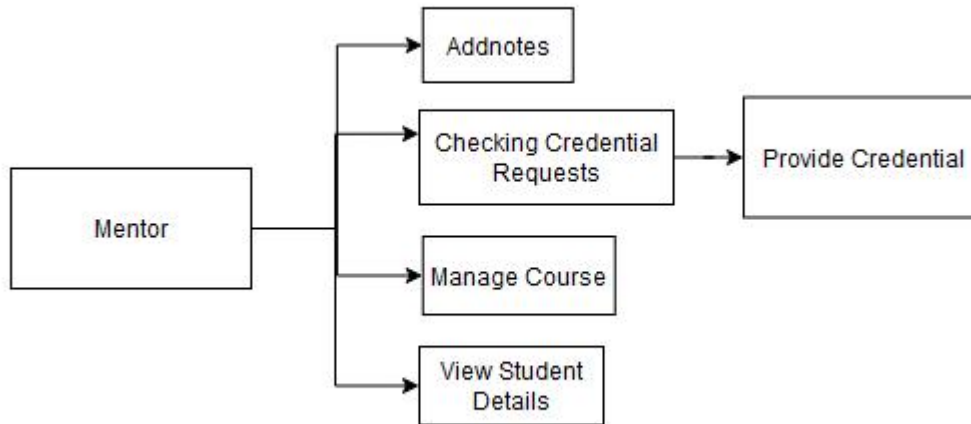 Addnotes
Checking Credential
Requests
Provide Credential
Mentor
Manage Course
View Student
Details